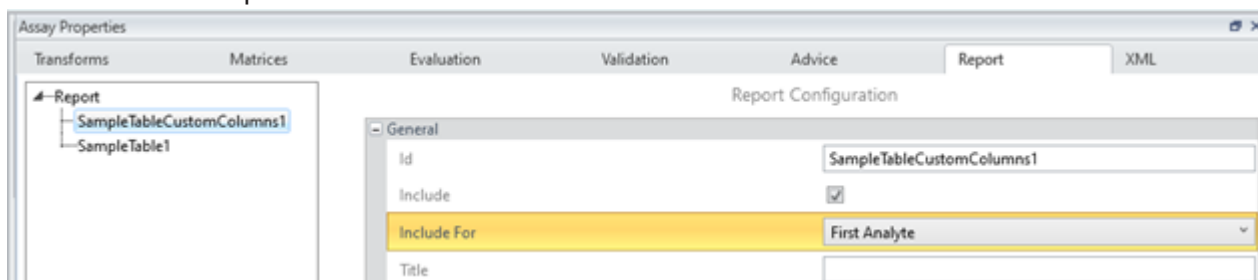 Assay Properties
Transforms Matrices Evaluation Validation Advice Report XML
Report
SampleTableCustomColumns1
SampleTable1
Report Configuration
General
Id SampleTableCustomColumns1
Include
Include For First Analyte
Title